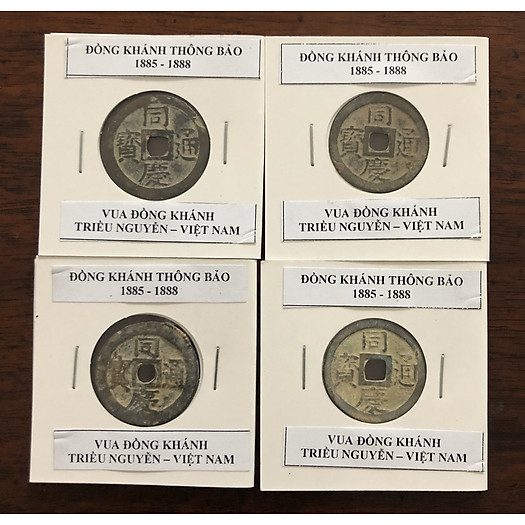 ĐỒNG KHÁNH THÔNG BẢO
1885 - 1888
同慶通寶
VUA ĐỒNG KHÁNH
TRIỀU NGUYỄN – VIỆT NAM
ĐỒNG KHÁNH THÔNG BẢO
1885 - 1888
同慶通寶
VUA ĐỒNG KHÁNH
TRIỀU NGUYỄN – VIỆT NAM
ĐỒNG KHÁNH THÔNG BẢO
1885 - 1888
同慶通寶
VUA ĐỒNG KHÁNH
TRIỀU NGUYỄN – VIỆT NAM
ĐỒNG KHÁNH THÔNG BẢO
1885 - 1888
同慶通寶
VUA ĐỒNG KHÁNH
TRIỀU NGUYỄN – VIỆT NAM